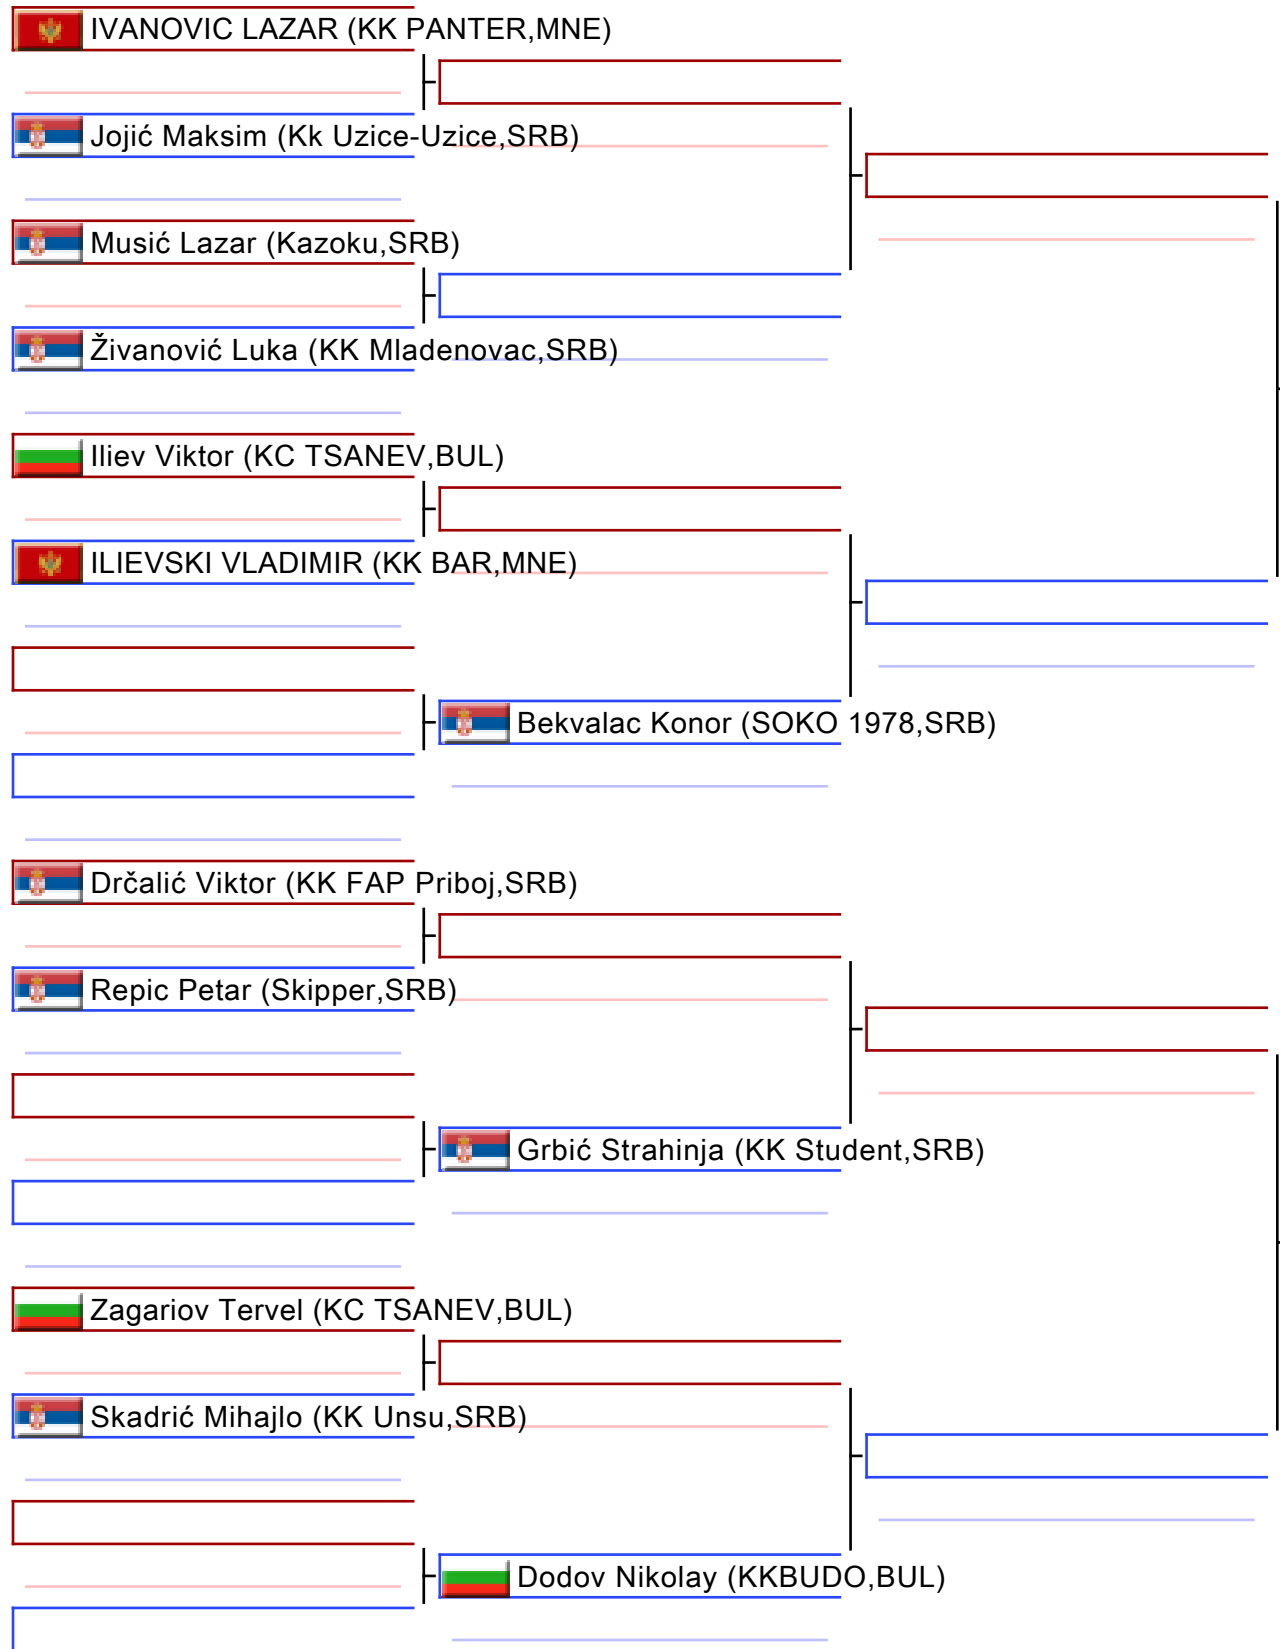 IVANOVIC LAZAR (KK PANTER,MNE)
Jojić Maksim (Kk Uzice-Uzice,SRB)
Musić Lazar (Kazoku,SRB)
Živanović Luka (KK Mladenovac,SRB)
Iliev Viktor (KC TSANEV,BUL)
ILIEVSKI VLADIMIR (KK BAR,MNE)
Bekvalac Konor (SOKO 1978,SRB)
Drčalić Viktor (KK FAP Priboj,SRB)
Repic Petar (Skipper,SRB)
Grbić Strahinja (KK Student,SRB)
Zagariov Tervel (KC TSANEV,BUL)
Skadrić Mihajlo (KK Unsu,SRB)
Dodov Nikolay (KKBUDO,BUL)